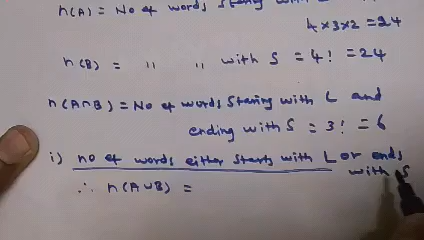 n(A) = No of words starting
4×3×2 = 24
n(B) = " " with S = 4! = 24
n(A∩B) = No of words Staring with L and
ending with S = 3! = 6
i) no of words either starts with L or ends
with S
∴ n(A∪B) =